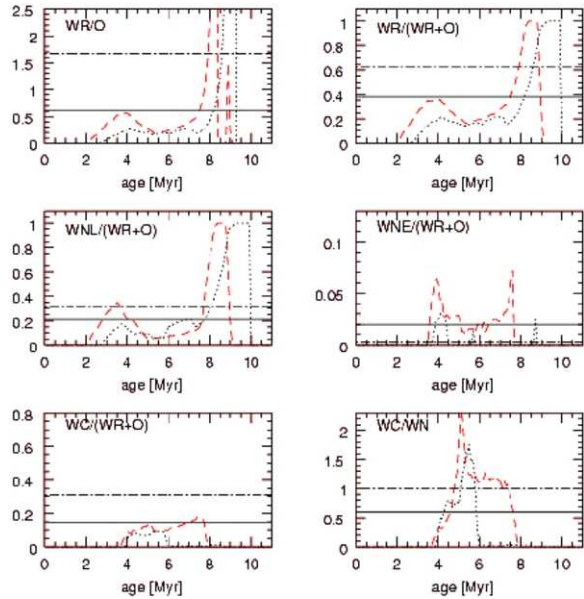 WR/O
2.5
2
1.5
1
0.5
0
0 2 4 6 8 10
age [Myr]
WR/(WR+O)
1
0.8
0.6
0.4
0.2
0
0 2 4 6 8 10
age [Myr]
WNL/(WR+O)
1
0.8
0.6
0.4
0.2
0
0 2 4 6 8 10
age [Myr]
WNE/(WR+O)
0.1
0.05
0
0 2 4 6 8 10
age [Myr]
WC/(WR+O)
0.8
0.6
0.4
0.2
0
0 2 4 6 8 10
age [Myr]
WC/WN
2
1.5
1
0.5
0
0 2 4 6 8 10
age [Myr]